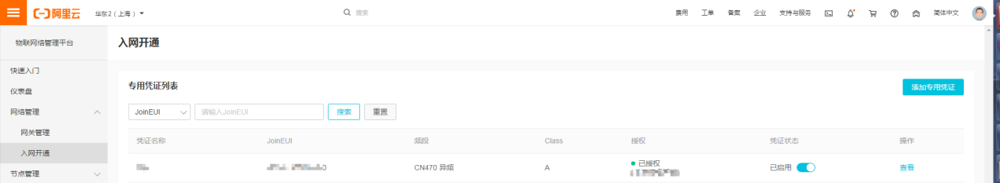 阿里云 华东2（上海） 搜索 费用 工单 备案 企业 支持与服务 简体中文
物联网络管理平台
快速入门
仪表盘
网络管理
网关管理
入网开通
节点管理
入网开通
专用凭证列表 添加专用凭证
JoinEUI 请输入JoinEUI 搜索 重置
凭证名称 JoinEUI 频段 Class 授权 凭证状态 操作
CN470 异频 A 已授权 已启用 查看